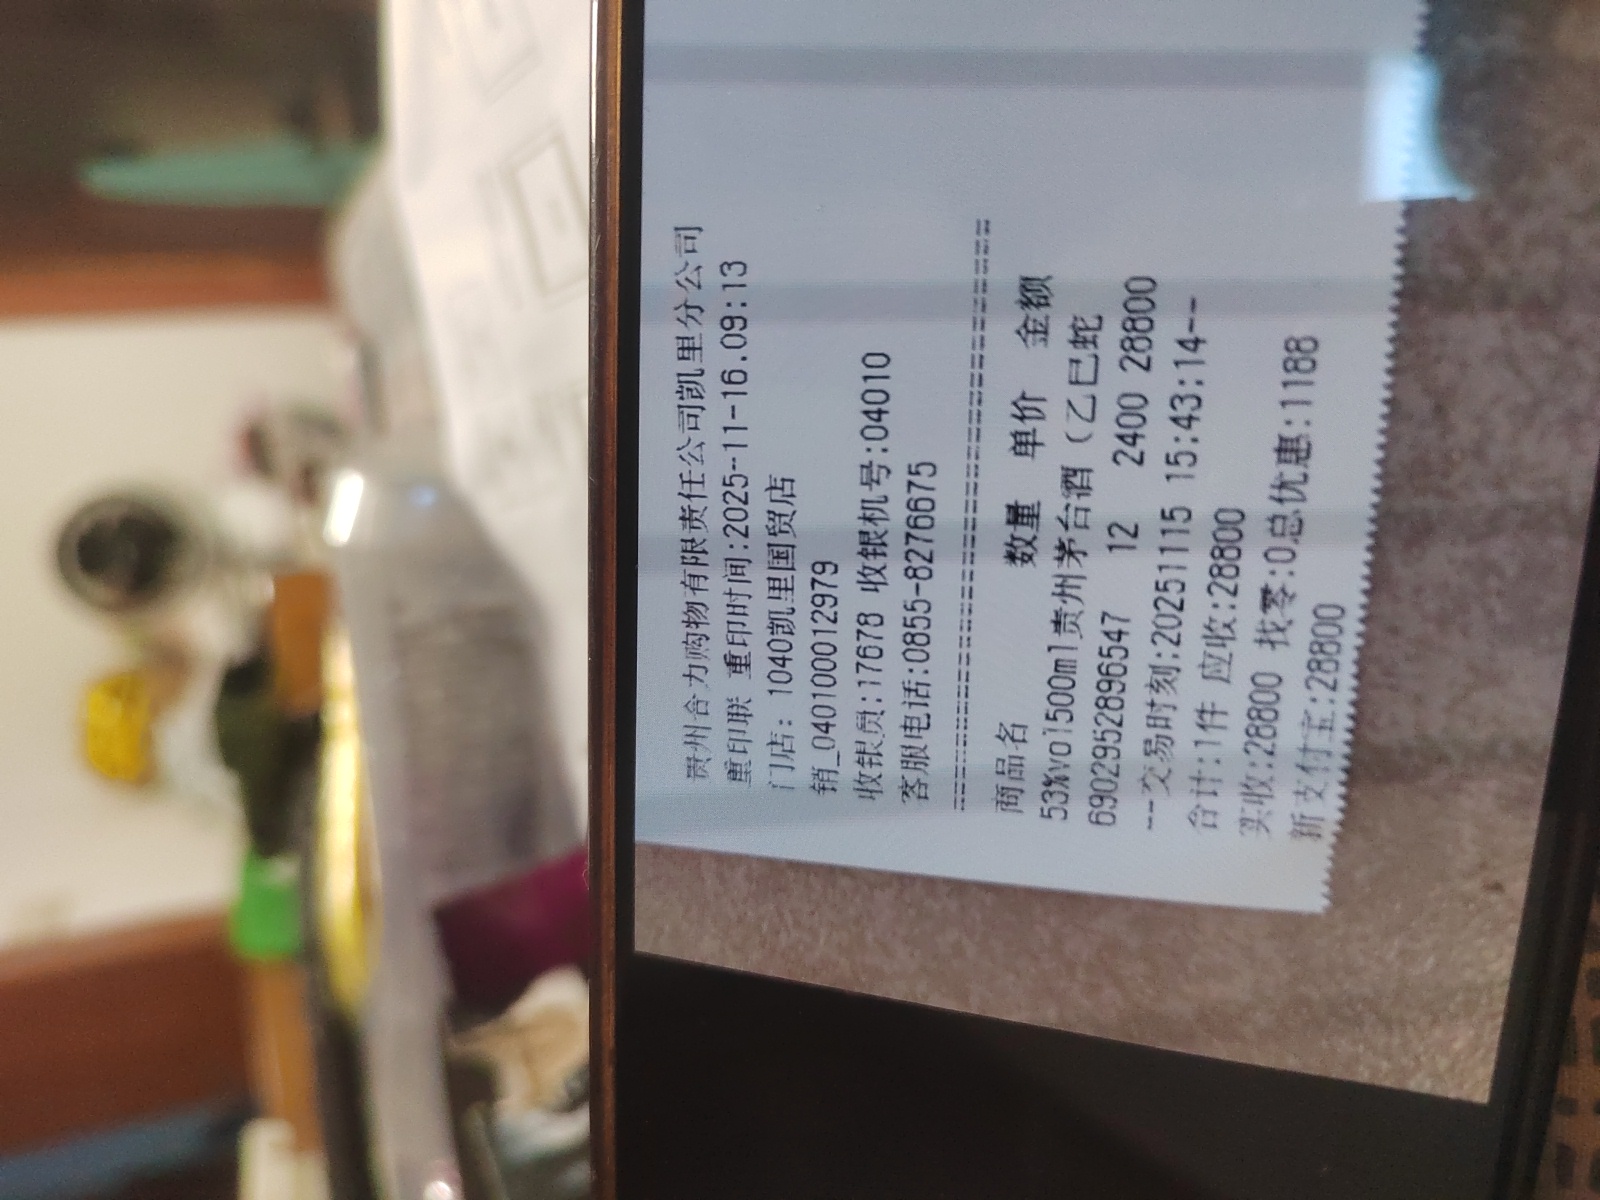 贵州合力购物有限责任公司凯里分公司
重印联 重印时间:2025-11-16.09:13
门店: 1040凯里国贸店
销_040100012979
收银员:17678 收银机号:04010
客服电话:0855-8276675
商品名 数量 单价 金额
53%vol500ml贵州茅台酒（乙巳蛇
6902952896547 12 2400 28800
---交易时刻:20251115 15:43:14--
合计:1件 应收:28800
实收:28800 找零:0总优惠:1188
新支付宝:28800